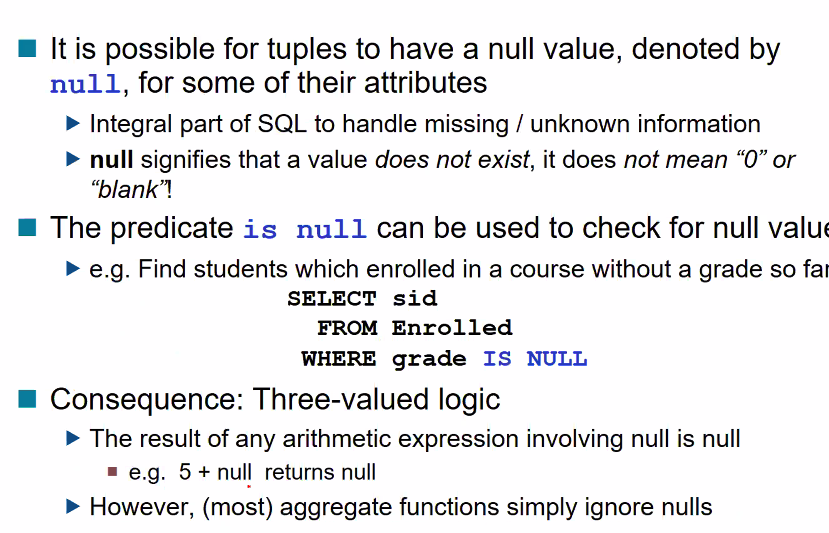 It is possible for tuples to have a null value, denoted by
null, for some of their attributes
Integral part of SQL to handle missing / unknown information
null signifies that a value does not exist, it does not mean “0” or
“blank”!
The predicate is null can be used to check for null value
e.g. Find students which enrolled in a course without a grade so far
SELECT sid
FROM Enrolled
WHERE grade IS NULL
Consequence: Three-valued logic
The result of any arithmetic expression involving null is null
e.g. 5 + null returns null
However, (most) aggregate functions simply ignore nulls